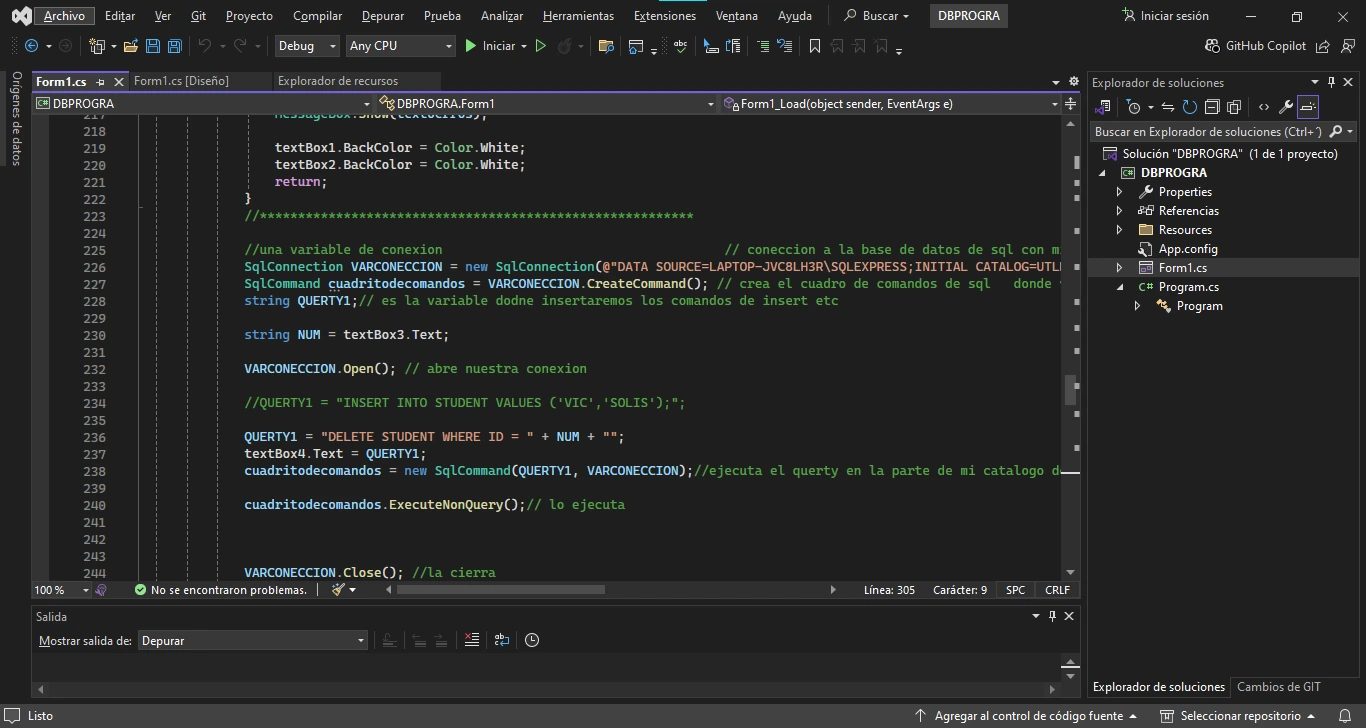 Archivo Editar Ver Git Proyecto Compilar Depurar Prueba Analizar Herramientas Extensiones Ventana Ayuda Buscar DBPROGRA Iniciar sesión
Debug Any CPU Iniciar GitHub Copilot
Orígenes de datos
Form1.cs Form1.cs [Diseño] Explorador de recursos
DBPROGRA DBPROGRA.Form1 Form1_Load(object sender, EventArgs e)
217 MessageBox.Show(textoerros);
218
219 textBox1.BackColor = Color.White;
220 textBox2.BackColor = Color.White;
221 return;
222 }
223 //*********************************************************
224
225 //una variable de conexion // coneccion a la base de datos de sql con m
226 SqlConnection VARCONECCION = new SqlConnection(@"DATA SOURCE=LAPTOP-JVC8LH3R\SQLEXPRESS;INITIAL CATALOG=UTL
227 SqlCommand cuadritodecomandos = VARCONECCION.CreateCommand(); // crea el cuadro de comandos de sql donde
228 string QUERTY1;// es la variable dodne insertaremos los comandos de insert etc
229
230 string NUM = textBox3.Text;
231
232 VARCONECCION.Open(); // abre nuestra conexion
233
234 //QUERTY1 = "INSERT INTO STUDENT VALUES ('VIC','SOLIS');";
235
236 QUERTY1 = "DELETE STUDENT WHERE ID = " + NUM + "";
237 textBox4.Text = QUERTY1;
238 cuadritodecomandos = new SqlCommand(QUERTY1, VARCONECCION);//ejecuta el querty en la parte de mi catalogo d
239
240 cuadritodecomandos.ExecuteNonQuery();// lo ejecuta
241
242
243
244 VARCONECCION.Close(); //la cierra
100 % No se encontraron problemas. Línea: 305 Carácter: 9 SPC CRLF
Salida
Mostrar salida de: Depurar
Explorador de soluciones
Buscar en Explorador de soluciones (Ctrl+´)
Solución "DBPROGRA" (1 de 1 proyecto)
DBPROGRA
Properties
Referencias
Resources
App.config
Form1.cs
Program.cs
Program
Explorador de soluciones Cambios de GIT
Listo Agregar al control de código fuente Seleccionar repositorio